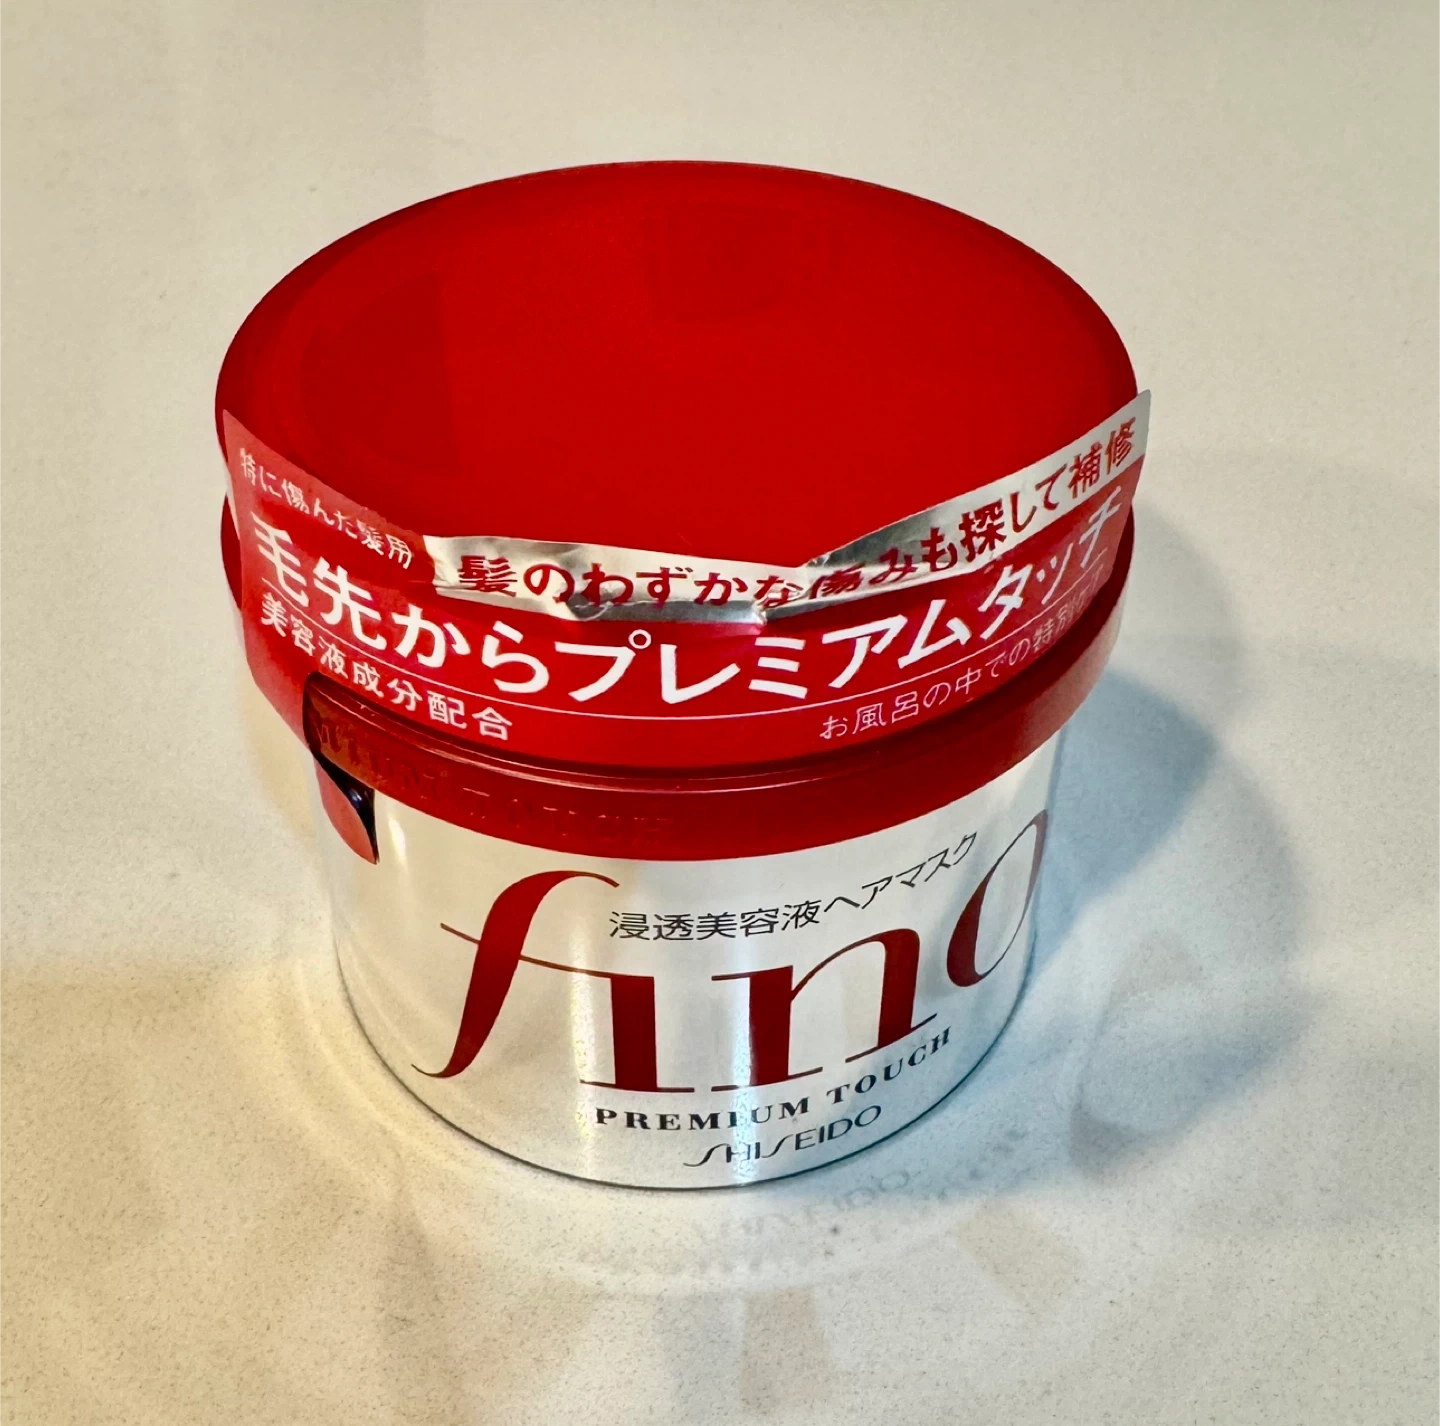 特に傷んだ髪用
髪のわずかな傷みも探して補修
毛先からプレミアムタッチ
美容液成分配合
お風呂の中での特別ケア
浸透美容液ヘアマスク
fino
PREMIUM TOUCH
SHISEIDO